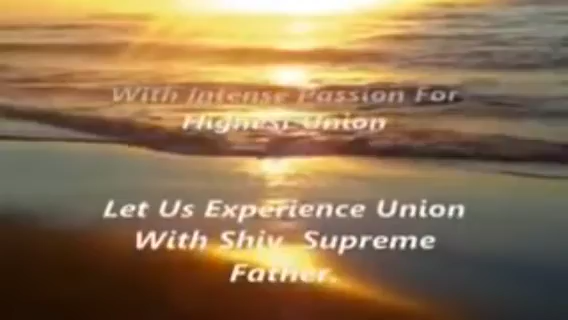 With Intense Passion For
Highest Union
Let Us Experience Union
With Shiv, Supreme
Father.